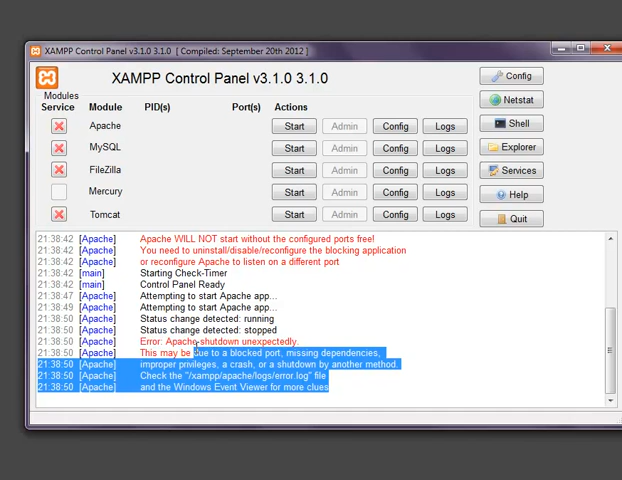 XAMPP Control Panel v3.1.0 3.1.0 [ Compiled: September 20th 2012 ]
XAMPP Control Panel v3.1.0 3.1.0
Config
Modules
Service Module PID(s) Port(s) Actions
Netstat
Apache Start Admin Config Logs
Shell
MySQL Start Admin Config Logs
Explorer
FileZilla Start Admin Config Logs
Services
Mercury Start Admin Config Logs
Help
Tomcat Start Admin Config Logs
Quit
21:38:42 [Apache] Apache WILL NOT start without the configured ports free!
21:38:42 [Apache] You need to uninstall/disable/reconfigure the blocking application
21:38:42 [Apache] or reconfigure Apache to listen on a different port
21:38:42 [main] Starting Check-Timer
21:38:42 [main] Control Panel Ready
21:38:47 [Apache] Attempting to start Apache app...
21:38:49 [Apache] Attempting to start Apache app...
21:38:50 [Apache] Status change detected: running
21:38:50 [Apache] Status change detected: stopped
21:38:50 [Apache] Error: Apache shutdown unexpectedly.
21:38:50 [Apache] This may be due to a blocked port, missing dependencies,
21:38:50 [Apache] improper privileges, a crash, or a shutdown by another method.
21:38:50 [Apache] Check the "/xampp/apache/logs/error.log" file
21:38:50 [Apache] and the Windows Event Viewer for more clues